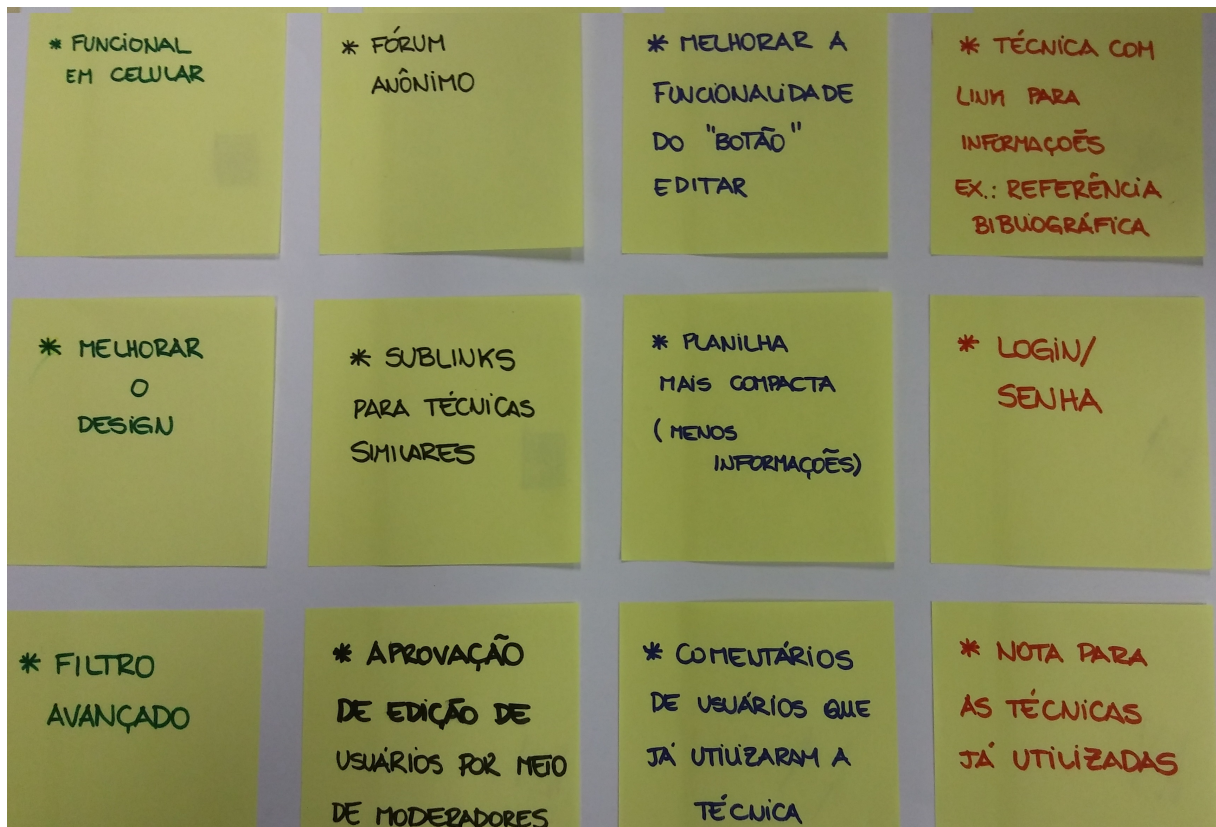 * FUNCIONAL
EM CELULAR
* FÓRUM
ANÔNIMO
* MELHORAR A
FUNCIONALIDADE
DO "BOTÃO"
EDITAR
* TÉCNICA COM
LINK PARA
INFORMAÇÕES
EX.: REFERÊNCIA
BIBLIOGRÁFICA
* MELHORAR
O
DESIGN
* SUBLINKS
PARA TÉCNICAS
SIMILARES
* PLANILHA
MAIS COMPACTA
(MENOS
INFORMAÇÕES)
* LOGIN/
SENHA
* FILTRO
AVANÇADO
* APROVAÇÃO
DE EDIÇÃO DE
USUÁRIOS POR MEIO
DE MODERADORES
* COMENTÁRIOS
DE USUÁRIOS QUE
JÁ UTILIZARAM A
TÉCNICA
* NOTA PARA
AS TÉCNICAS
JÁ UTILIZADAS